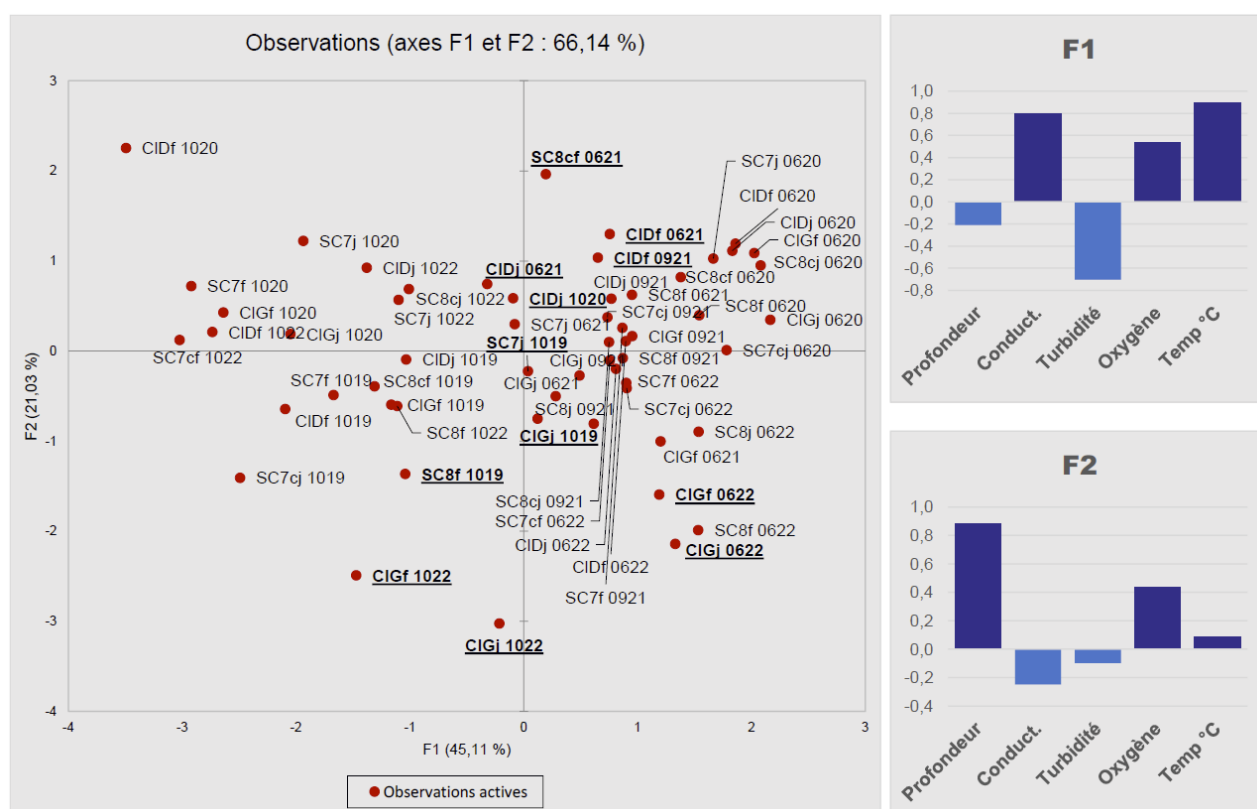 Observations (axes F1 et F2 : 66,14 %)
3
2
1
0
-1
-2
-3
-4
F2 (21,03 %)
CIDf 1020
SC8cf 0621
SC7j 0620
CIDf 0620
CIDj 0620
CIGf 0620
SC8cj 0620
SC7j 1020
CIDf 0621
CIDf 0921
CIDj 1022
CIDj 0621
CIDj 0921
SC8cf 0620
SC7f 1020
SC8cj 1022
CIDj 1020
SC8f 0621
SC8f 0620
CIGj 0620
CIGf 1020
SC7j 1022
SC7j 0621
SC7cj 0921
CIDf 1022
CIGj 1020
SC7j 1019
CIGf 0921
SC7cf 1022
CIDj 1019
CIGj 0921
SC8f 0921
SC7cj 0620
SC7f 1019
SC8cf 1019
CIGj 0621
SC7f 0622
CIDf 1019
CIGf 1019
SC8j 0921
SC7cj 0622
SC8f 1022
CIGj 1019
SC8j 0622
CIGf 0621
SC7cj 1019
SC8f 1019
SC8cj 0921
CIGf 0622
SC7cf 0622
SC8f 0622
CIDj 0622
CIGj 0622
CIDf 0622
CIGf 1022
SC7f 0921
CIGj 1022
-4 -3 -2 -1 0 1 2 3
F1 (45,11 %)
Observations actives
F1
1,0
0,8
0,6
0,4
0,2
0,0
-0,2
-0,4
-0,6
-0,8
Profondeur
Conduct.
Turbidité
Oxygène
Temp °C
F2
1,0
0,8
0,6
0,4
0,2
0,0
-0,2
-0,4
Profondeur
Conduct.
Turbidité
Oxygène
Temp °C